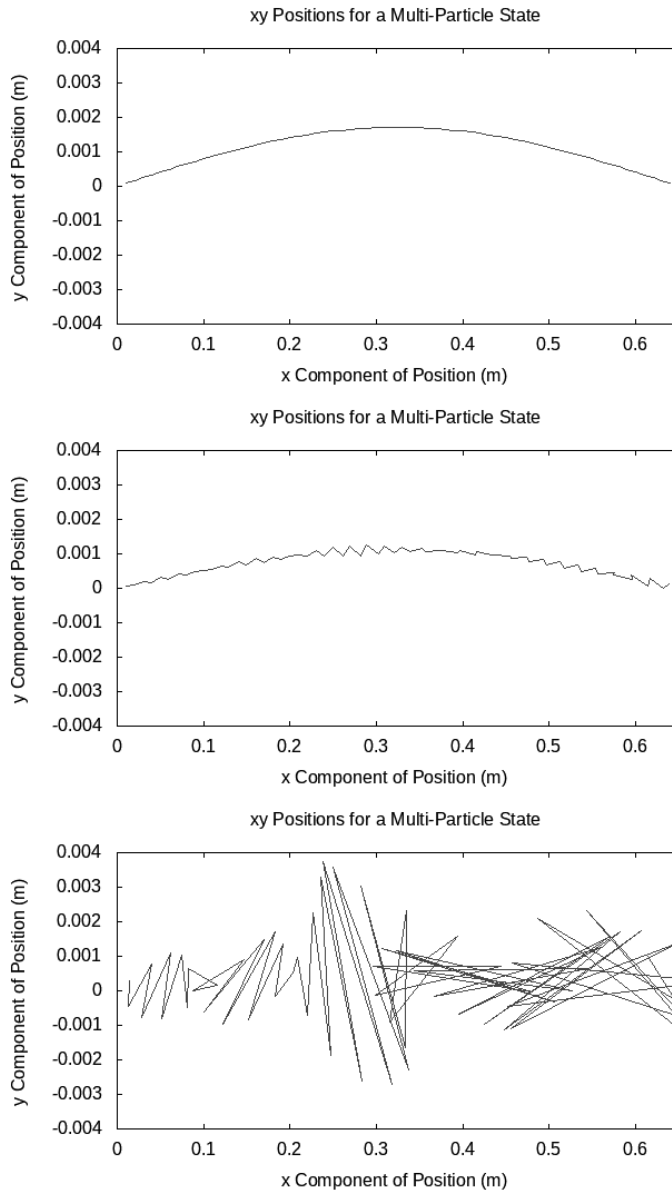 xy Positions for a Multi-Particle State
y Component of Position (m)
0.004
0.003
0.002
0.001
0
-0.001
-0.002
-0.003
-0.004
0 0.1 0.2 0.3 0.4 0.5 0.6
x Component of Position (m)
xy Positions for a Multi-Particle State
y Component of Position (m)
0.004
0.003
0.002
0.001
0
-0.001
-0.002
-0.003
-0.004
0 0.1 0.2 0.3 0.4 0.5 0.6
x Component of Position (m)
xy Positions for a Multi-Particle State
y Component of Position (m)
0.004
0.003
0.002
0.001
0
-0.001
-0.002
-0.003
-0.004
0 0.1 0.2 0.3 0.4 0.5 0.6
x Component of Position (m)